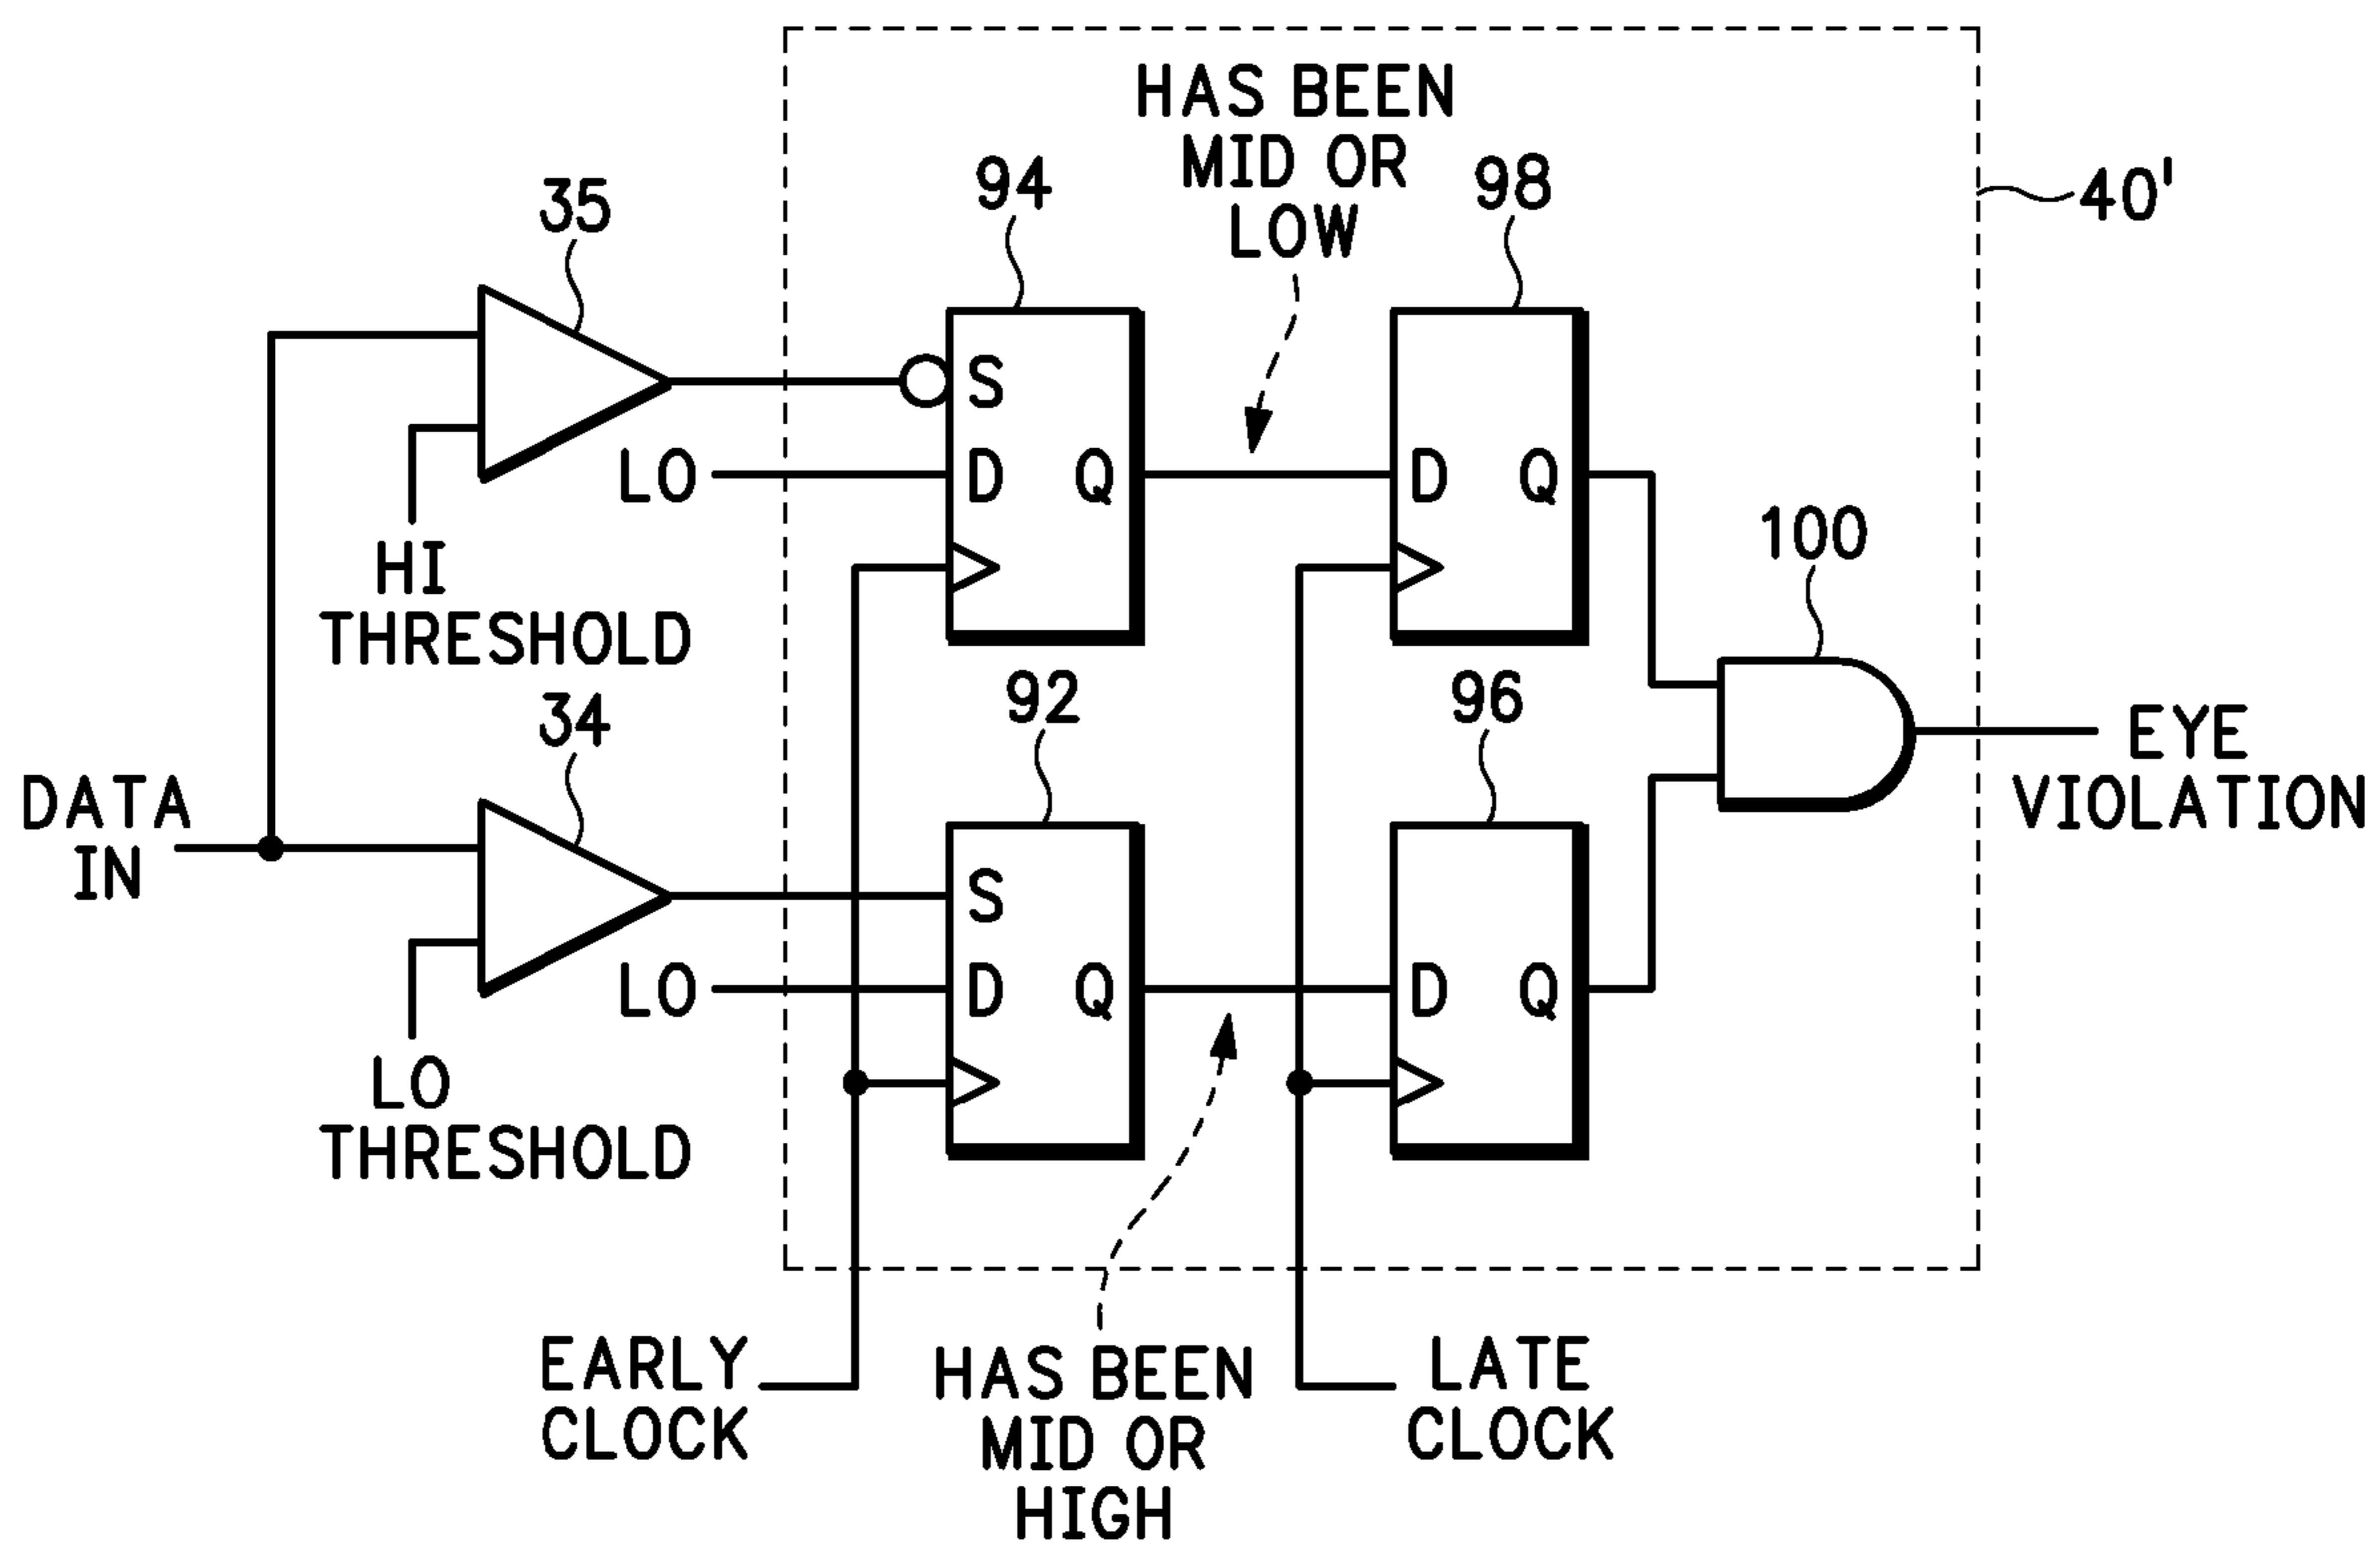 HAS BEEN
MID OR
LOW
94
98
40'
35
S
D
Q
D
Q
LO
HI
THRESHOLD
100
34
92
96
EYE
VIOLATION
DATA
IN
S
D
Q
D
Q
LO
LO
THRESHOLD
EARLY
CLOCK
HAS BEEN
MID OR
HIGH
LATE
CLOCK